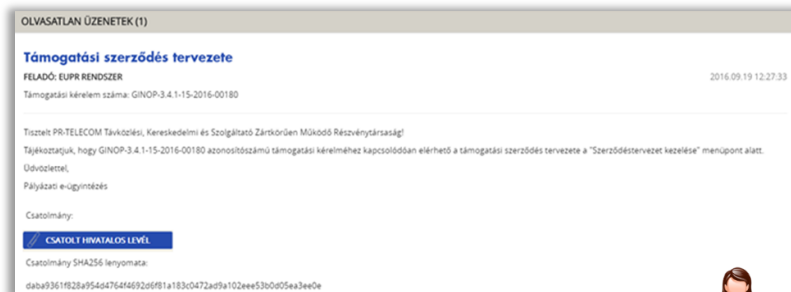 OLVASATLAN ÜZENETEK (1)
Támogatási szerződés tervezete
FELADÓ: EUPR RENDSZER
2016.09.19 12:27:33
Támogatási kérelem száma: GINOP-3.4.1-15-2016-00180
Tisztelt PR-TELECOM Távközlési, Kereskedelmi és Szolgáltató Zártkörűen Működő Részvénytársaság!
Tájékoztatjuk, hogy GINOP-3.4.1-15-2016-00180 azonosítószámú támogatási kérelméhez kapcsolódóan elérhető a támogatási szerződés tervezete a "Szerződéstervezet kezelése" menüpont alatt.
Üdvözlettel,
Pályázati e-ügyintézés
Csatolmány:
CSATOLT HIVATALOS LEVÉL
Csatolmány SHA256 lenyomata:
daba9361f828a954d4764f4692d6f81a183c0472ad9a102eee53b0d05ea3ee0e